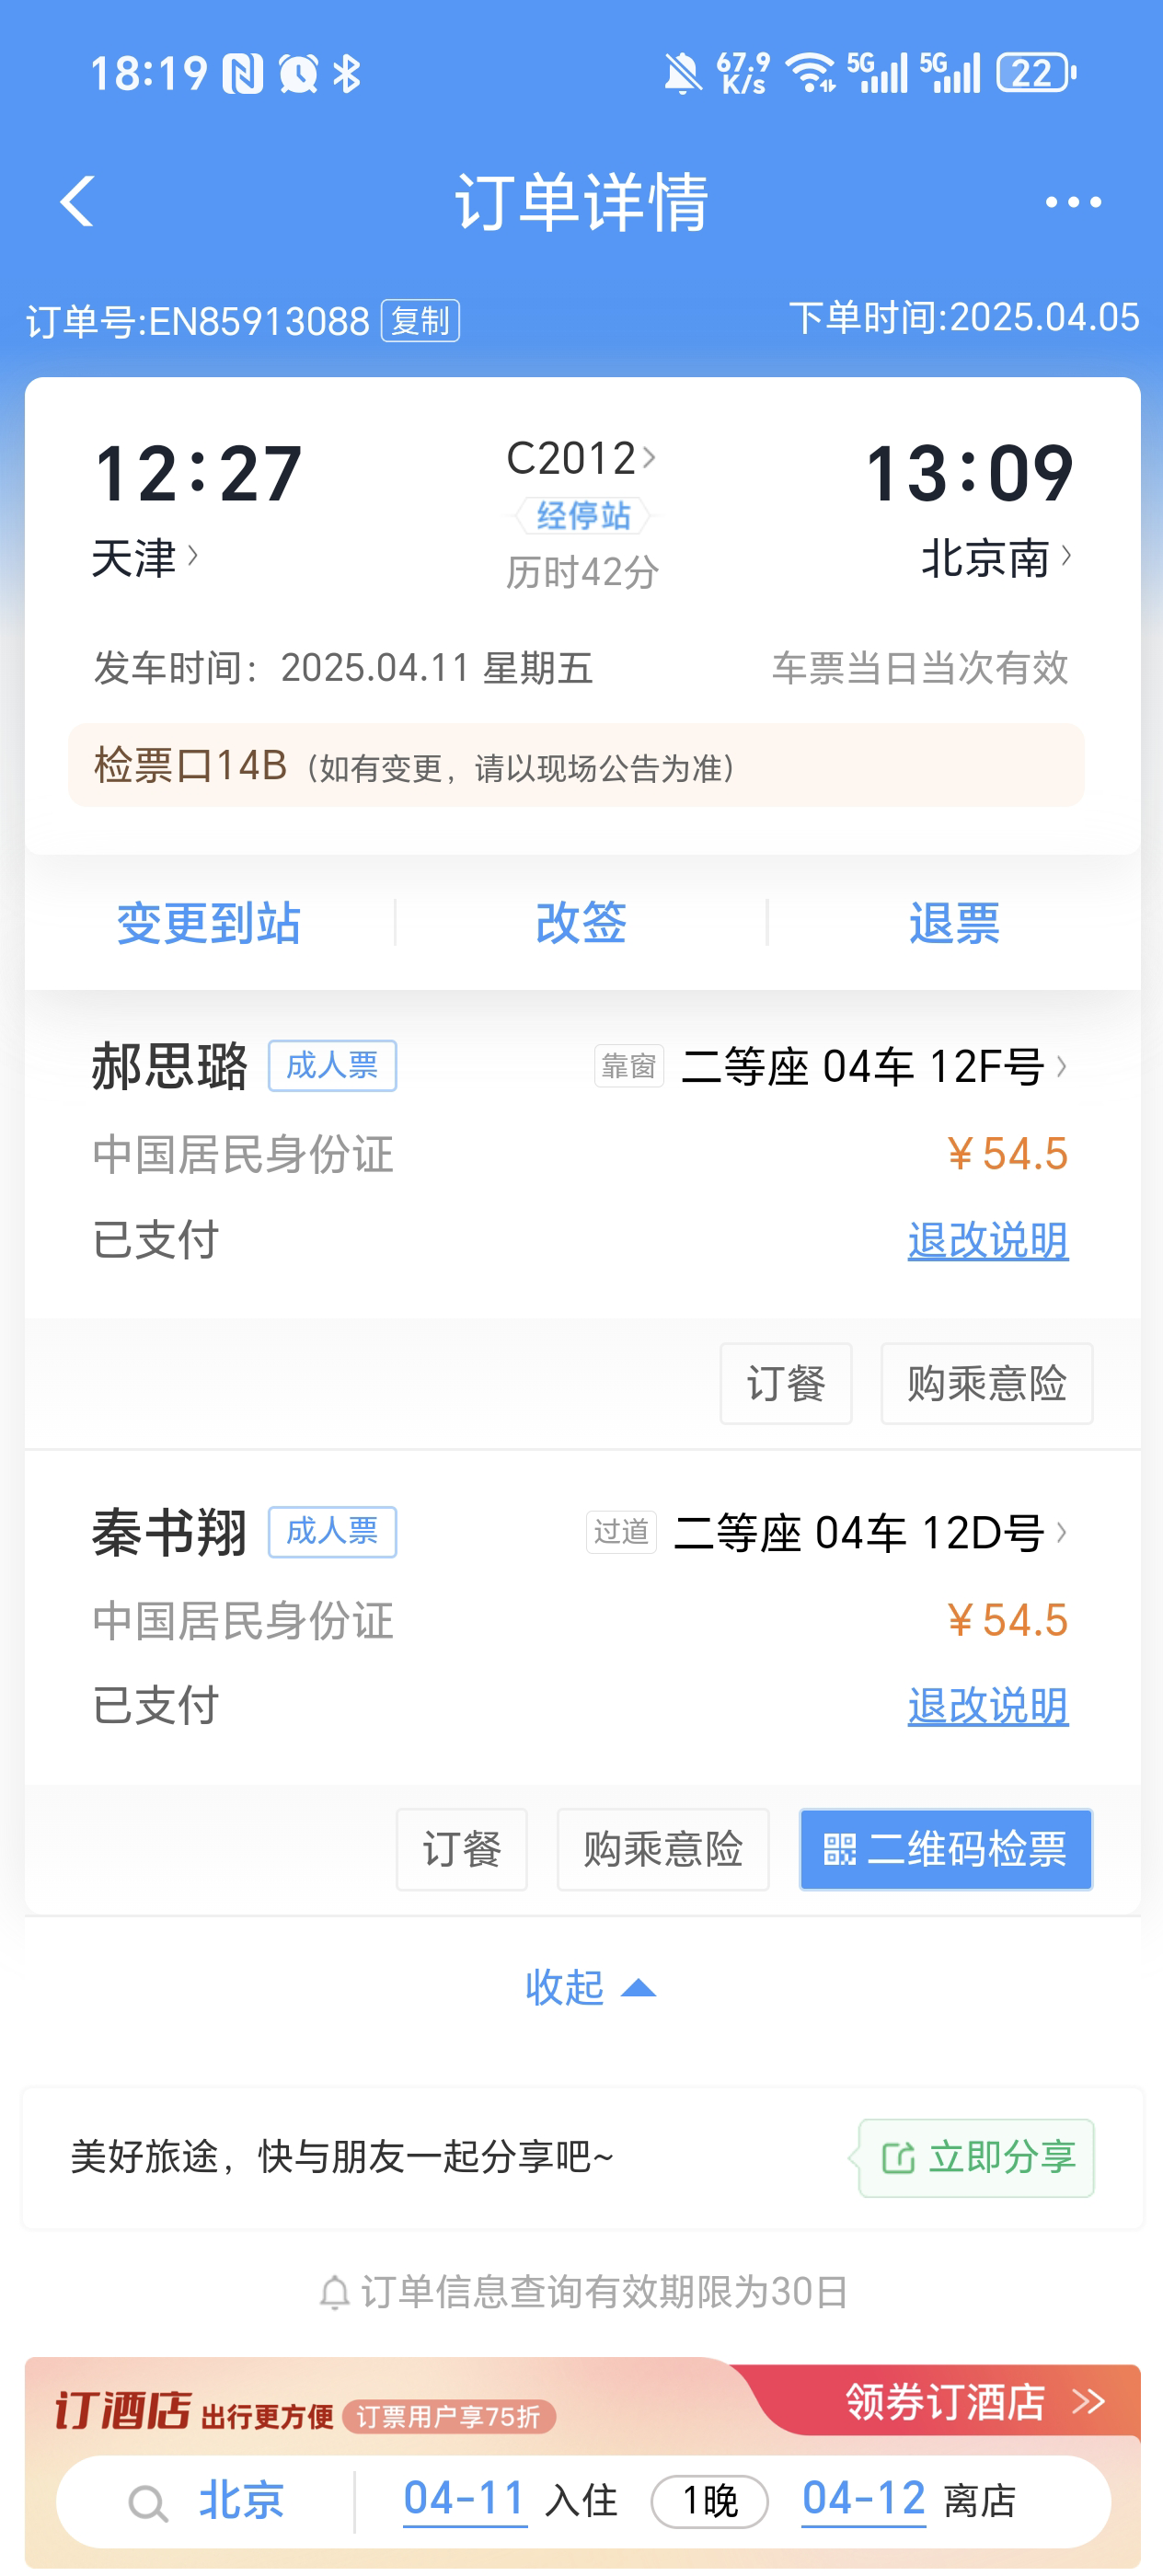 18:19 67.9 K/s 5G 5G 22
订单详情
订单号:EN85913088 复制 下单时间:2025.04.05
12:27 C2012 13:09
经停站
天津 历时42分 北京南
发车时间：2025.04.11 星期五 车票当日当次有效
检票口14B（如有变更，请以现场公告为准）
变更到站 改签 退票
郝思璐 成人票 靠窗 二等座 04车 12F号
中国居民身份证 ￥54.5
已支付 退改说明
订餐 购乘意险
秦书翔 成人票 过道 二等座 04车 12D号
中国居民身份证 ￥54.5
已支付 退改说明
订餐 购乘意险 二维码检票
收起
美好旅途，快与朋友一起分享吧~ 立即分享
订单信息查询有效期限为30日
订酒店 出行更方便 订票用户享75折 领券订酒店
北京 04-11 入住 1晚 04-12 离店